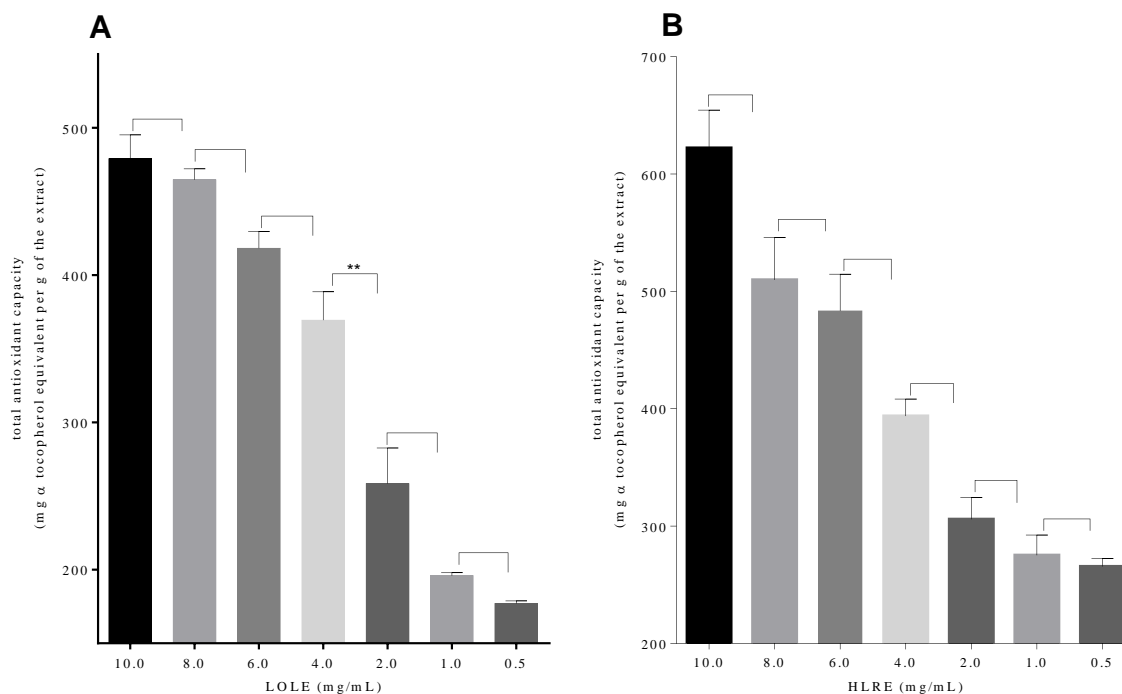 A
total antioxidant capacity
(mg α tocopherol equivalent per g of the extract)
500
400
300
200
**
10.0 8.0 6.0 4.0 2.0 1.0 0.5
LOLE (mg/mL)
B
total antioxidant capacity
(mg α tocopherol equivalent per g of the extract)
700
600
500
400
300
200
10.0 8.0 6.0 4.0 2.0 1.0 0.5
HLRE (mg/mL)